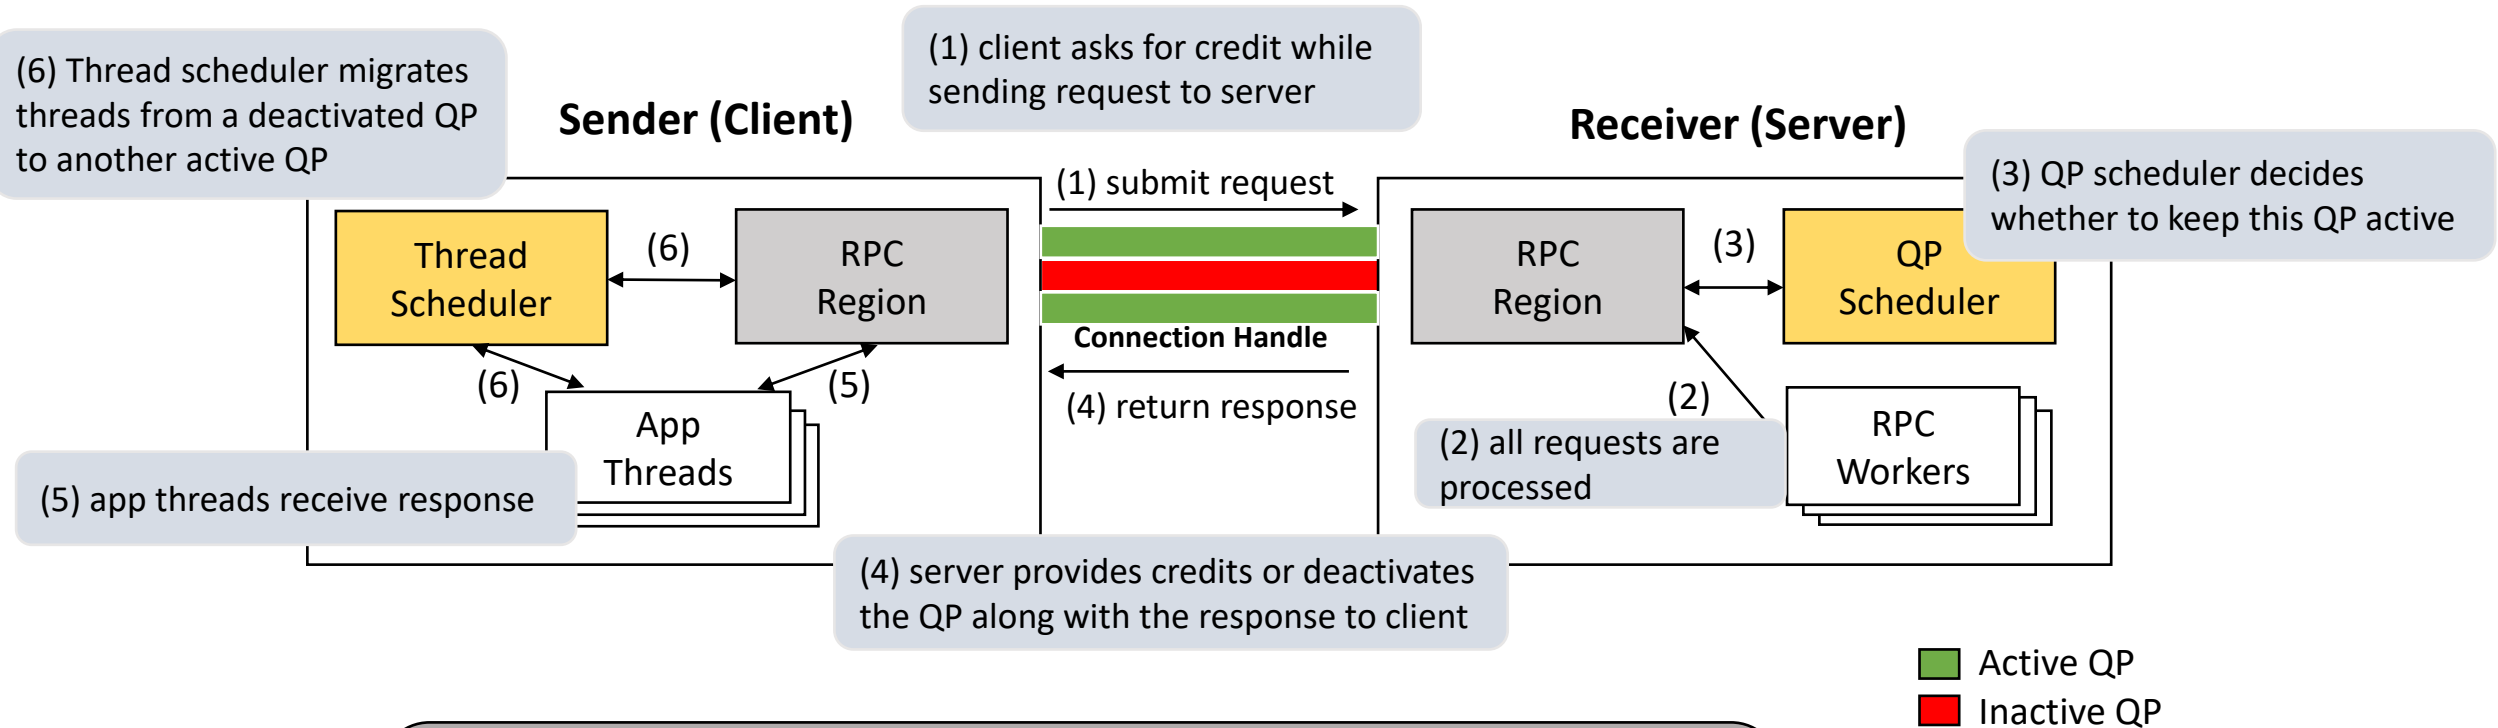 (6) Thread scheduler migrates
threads from a deactivated QP
to another active QP
Sender (Client)
(1) client asks for credit while
sending request to server
Receiver (Server)
(3) QP scheduler decides
whether to keep this QP active
(1) submit request
Thread
Scheduler
(6)
RPC
Region
Connection Handle
RPC
Region
(3)
QP
Scheduler
(6)
(5)
(4) return response
(2)
App
Threads
(5) app threads receive response
(2) all requests are
processed
RPC
Workers
(4) server provides credits or deactivates
the QP along with the response to client
Active QP
Inactive QP